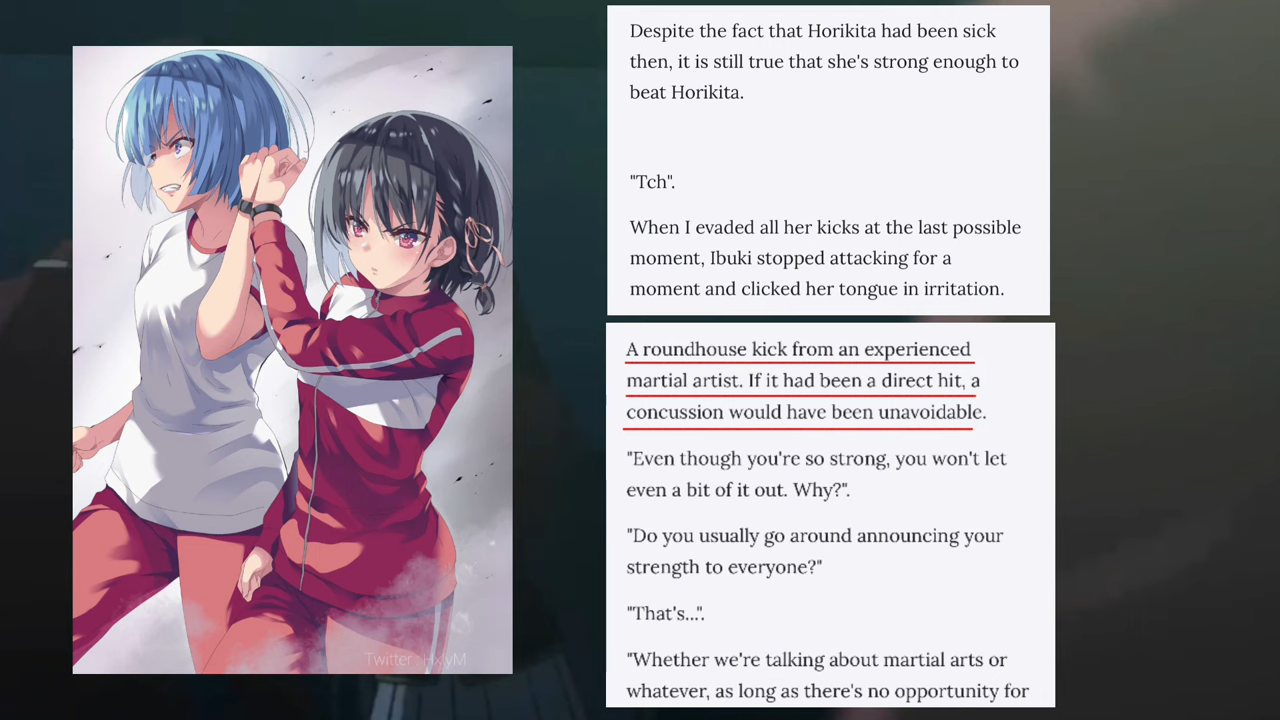 Despite the fact that Horikita had been sick
then, it is still true that she's strong enough to
beat Horikita.
"Tch".
When I evaded all her kicks at the last possible
moment, Ibuki stopped attacking for a
moment and clicked her tongue in irritation.
A roundhouse kick from an experienced
martial artist. If it had been a direct hit, a
concussion would have been unavoidable.
"Even though you're so strong, you won't let
even a bit of it out. Why?".
"Do you usually go around announcing your
strength to everyone?"
"That's...".
"Whether we're talking about martial arts or
whatever, as long as there's no opportunity for
Twitter :